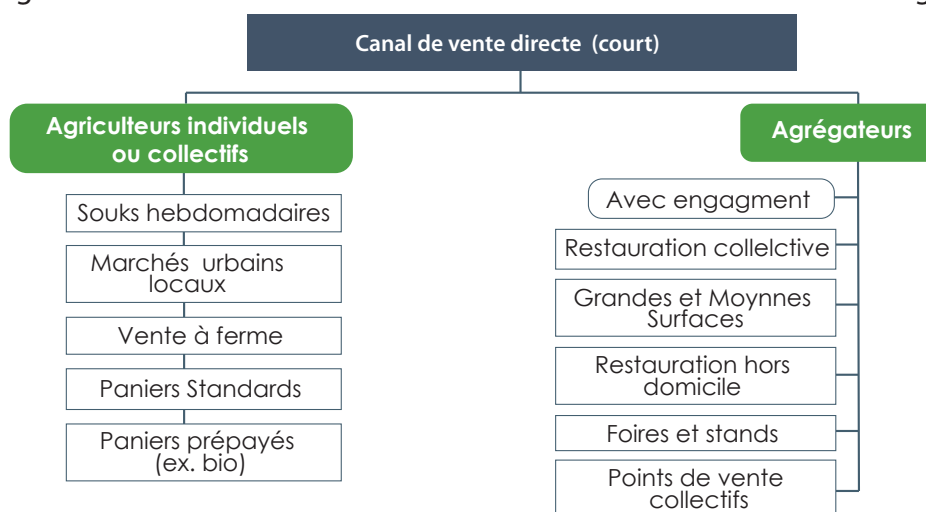 Canal de vente directe (court)
Agriculteurs individuels
ou collectifs
Souks hebdomadaires
Marchés urbains
locaux
Vente à ferme
Paniers Standards
Paniers prépayés
(ex. bio)
Agrégateurs
Avec engagment
Restauration collelctive
Grandes et Moynnes
Surfaces
Restauration hors
domicile
Foires et stands
Points de vente
collectifs